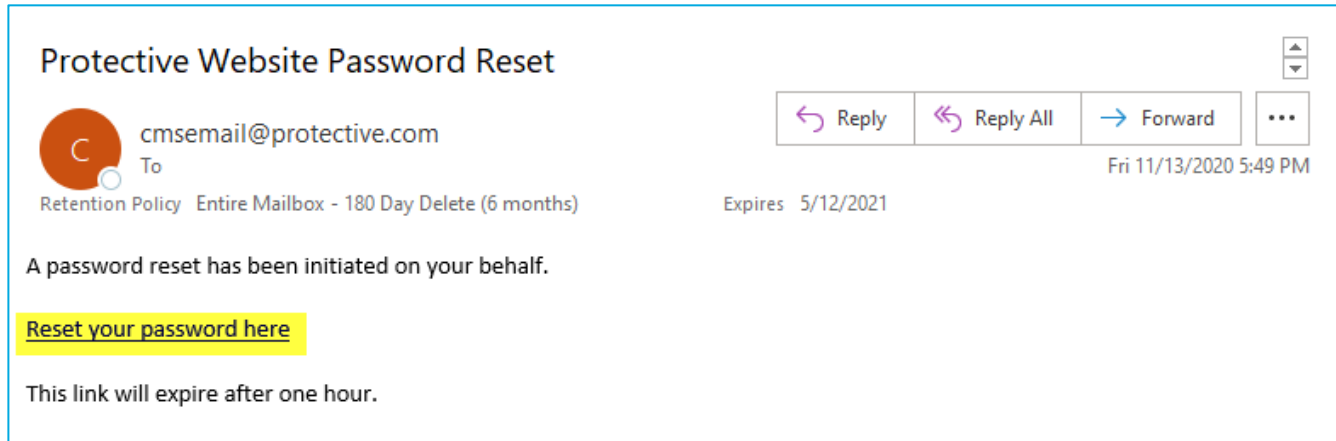 Protective Website Password Reset
C
cmsemail@protective.com
Reply
Reply All
Forward
To
Fri 11/13/2020 5:49 PM
Retention Policy Entire Mailbox - 180 Day Delete (6 months) Expires 5/12/2021
A password reset has been initiated on your behalf.
Reset your password here
This link will expire after one hour.